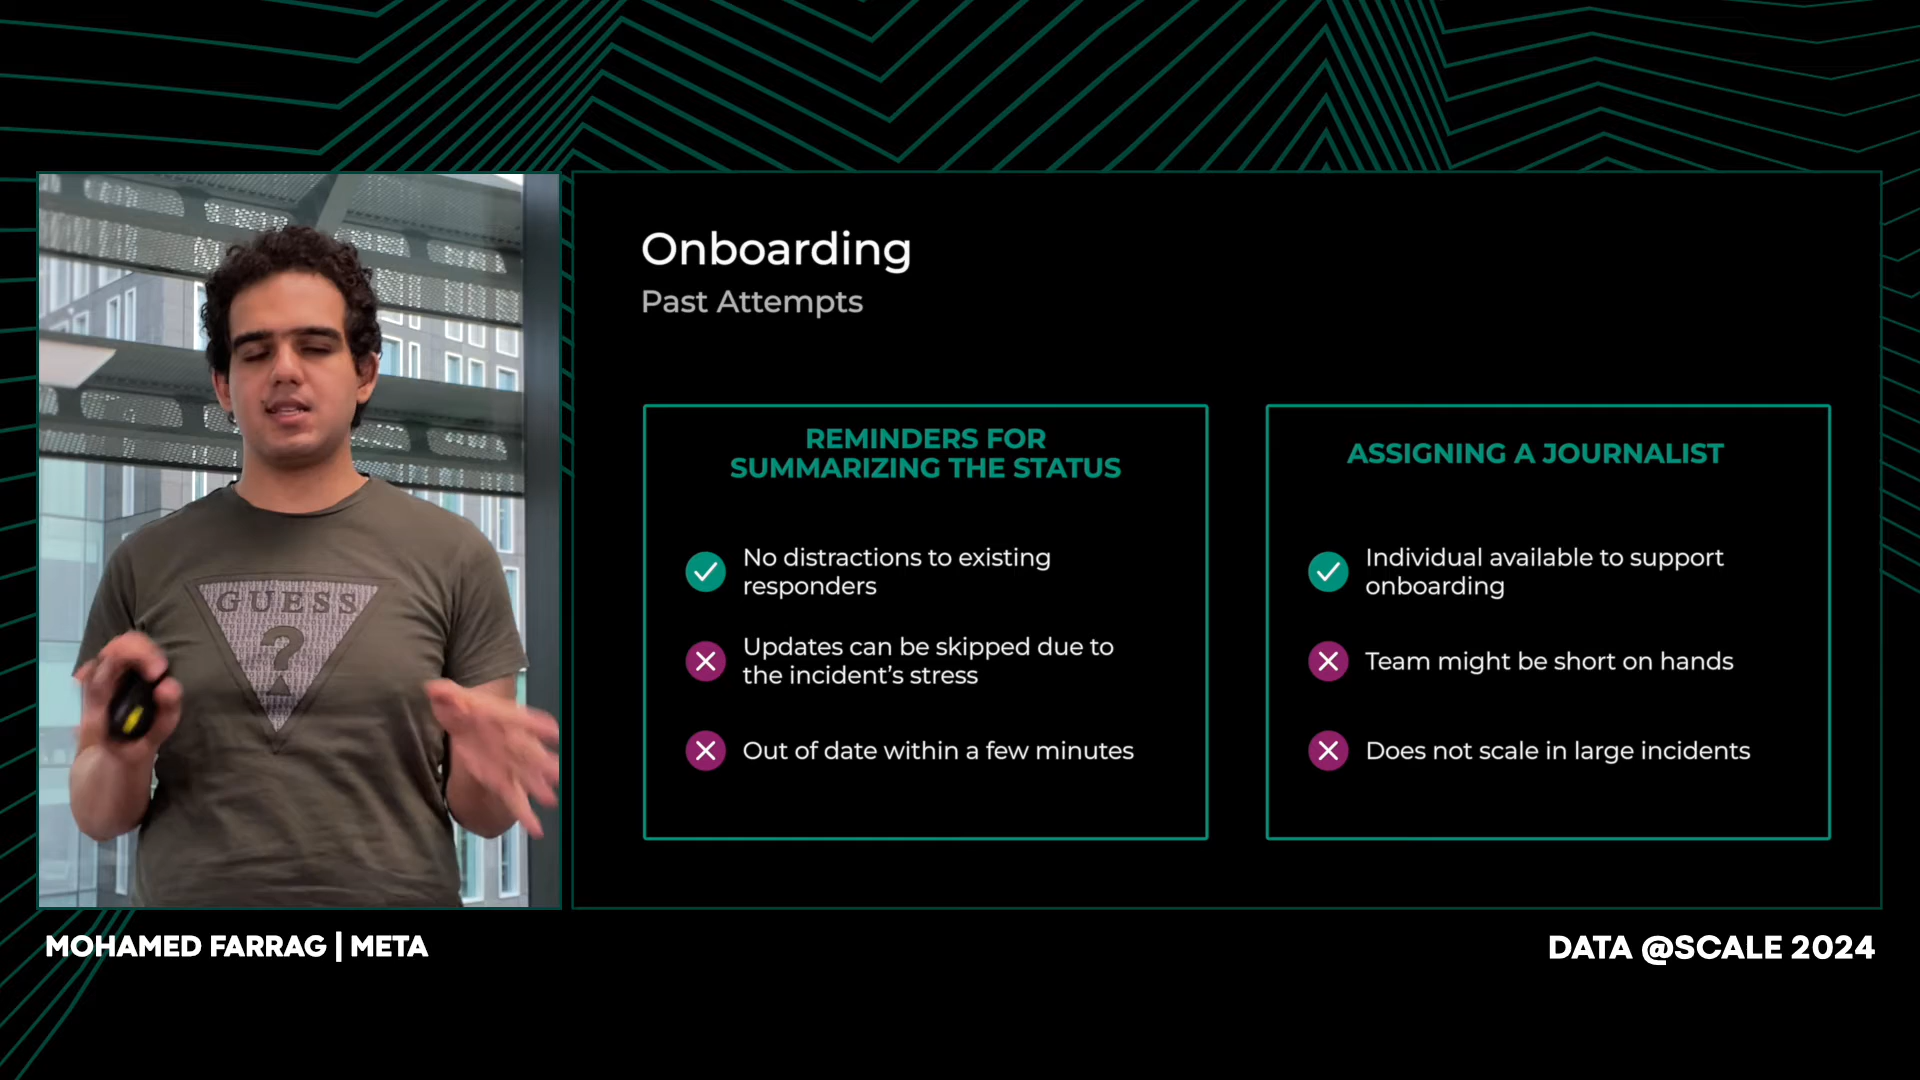 Onboarding
Past Attempts
REMINDERS FOR
SUMMARIZING THE STATUS
No distractions to existing
responders
Updates can be skipped due to
the incident’s stress
Out of date within a few minutes
ASSIGNING A JOURNALIST
Individual available to support
onboarding
Team might be short on hands
Does not scale in large incidents
GUESS
?
MOHAMED FARRAG | META
DATA @SCALE 2024